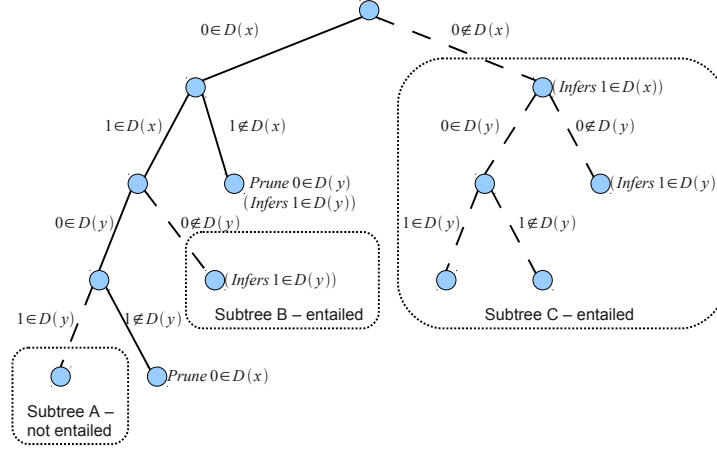 0∈D(x)
0∉D(x)
(Infers 1∈D(x))
1∈D(x)
1∉D(x)
0∈D(y)
0∉D(y)
Prune 0∈D(y)
(Infers 1∈D(y))
(Infers 1∈D(y)
0∈D(y)
0∉D(y)
1∈D(y)
1∉D(y)
(Infers 1∈D(y))
Subtree B – entailed
Subtree C – entailed
1∈D(y)
1∉D(y)
Prune 0∈D(x)
Subtree A –
not entailed